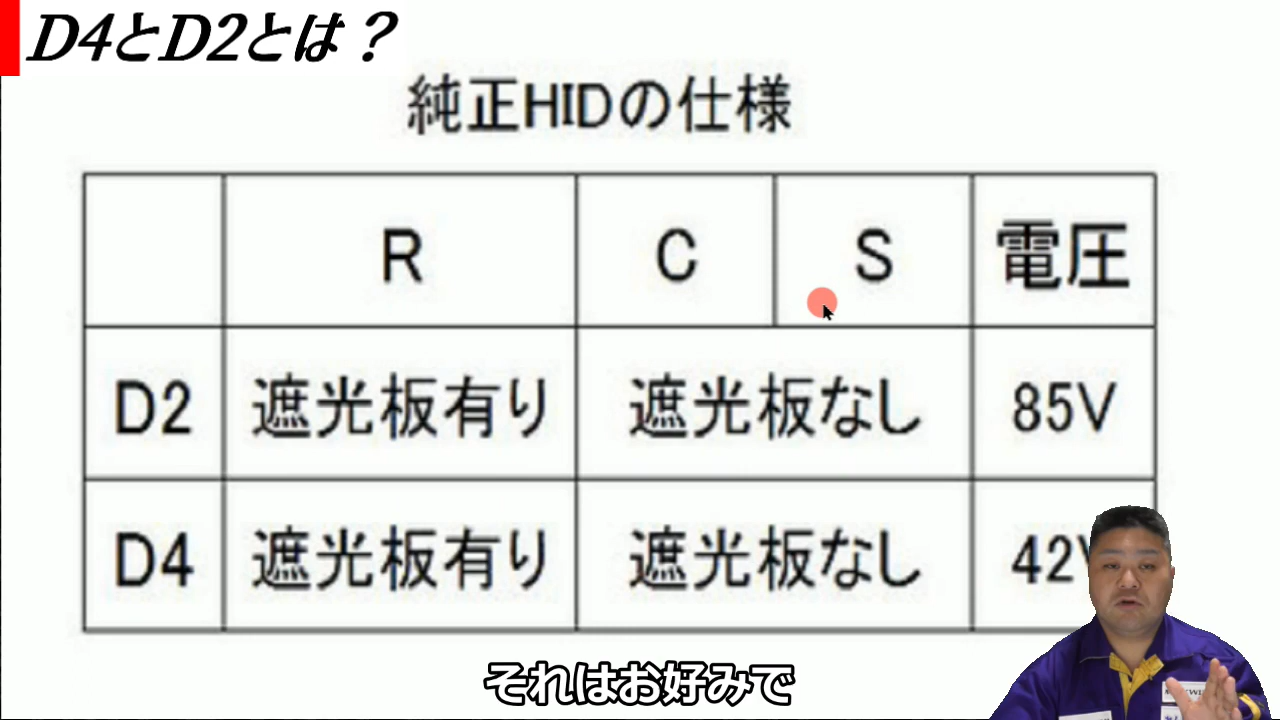 D4とD2とは？
純正HIDの仕様
R C S 電圧
D2 遮光板有り 遮光板なし 85V
D4 遮光板有り 遮光板なし 42V
それはお好みで